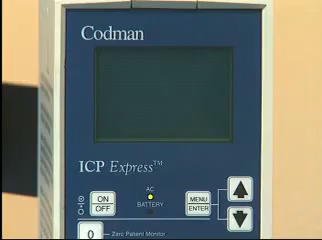 Codman
ICP Express™
AC
BATTERY
ON
OFF
MENU
ENTER
0
Zero Patient Monitor